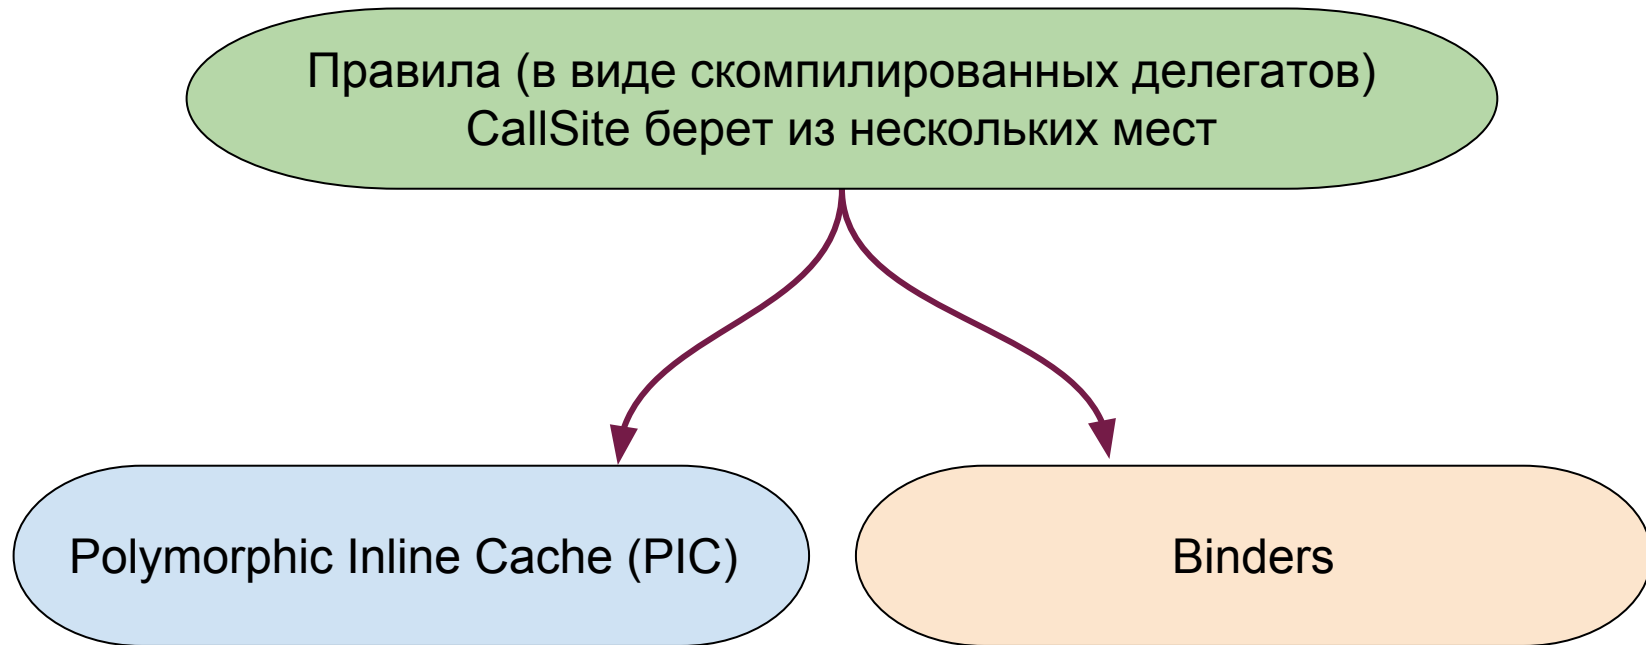 Правила (в виде скомпилированных делегатов)
CallSite берет из нескольких мест
Polymorphic Inline Cache (PIC)
Binders